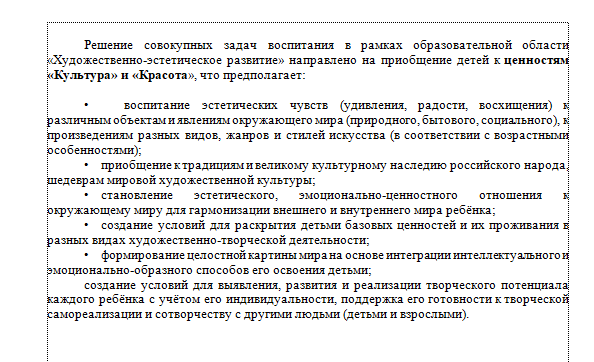 Решение совокупных задач воспитания в рамках образовательной области
«Художественно-эстетическое развитие» направлено на приобщение детей к ценностям
«Культура» и «Красота», что предполагает:
• воспитание эстетических чувств (удивления, радости, восхищения) к
различным объектам и явлениям окружающего мира (природного, бытового, социального), к
произведениям разных видов, жанров и стилей искусства (в соответствии с возрастными
особенностями);
• приобщение к традициям и великому культурному наследию российского народа,
шедеврам мировой художественной культуры;
• становление эстетического, эмоционально-ценностного отношения к
окружающему миру для гармонизации внешнего и внутреннего мира ребёнка;
• создание условий для раскрытия детьми базовых ценностей и их проживания в
разных видах художественно-творческой деятельности;
• формирование целостной картины мира на основе интеграции интеллектуального и
эмоционально-образного способов его освоения детьми;
создание условий для выявления, развития и реализации творческого потенциала
каждого ребёнка с учётом его индивидуальности, поддержка его готовности к творческой
самореализации и сотворчеству с другими людьми (детьми и взрослыми).